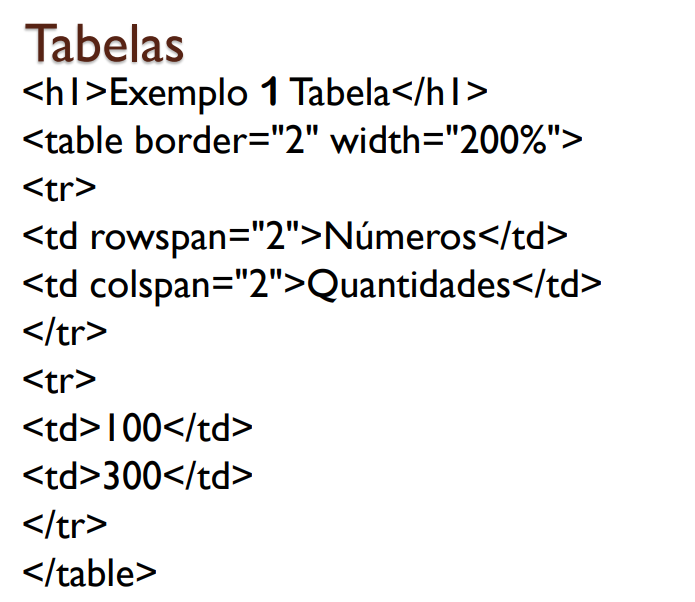 Tabelas
<h1>Exemplo 1 Tabela</h1>
<table border="2" width="200%">
<tr>
<td rowspan="2">Números</td>
<td colspan="2">Quantidades</td>
</tr>
<tr>
<td>100</td>
<td>300</td>
</tr>
</table>